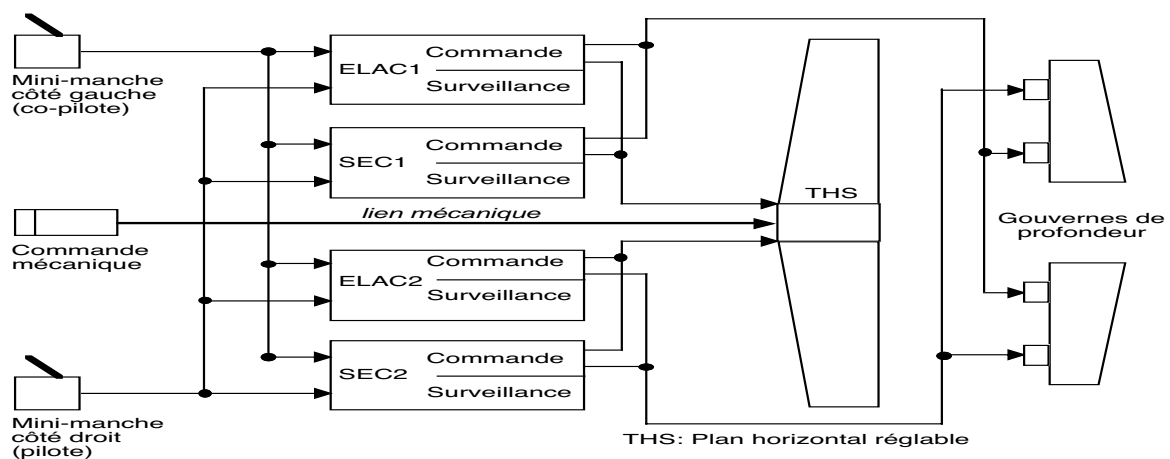 Mini-manche
côté gauche
(co-pilote)
ELAC1
Commande
Surveillance
SEC1
Commande
Surveillance
lien mécanique
Commande
mécanique
ELAC2
Commande
Surveillance
SEC2
Commande
Surveillance
Mini-manche
côté droit
(pilote)
THS
Gouvernes de
profondeur
THS: Plan horizontal réglable